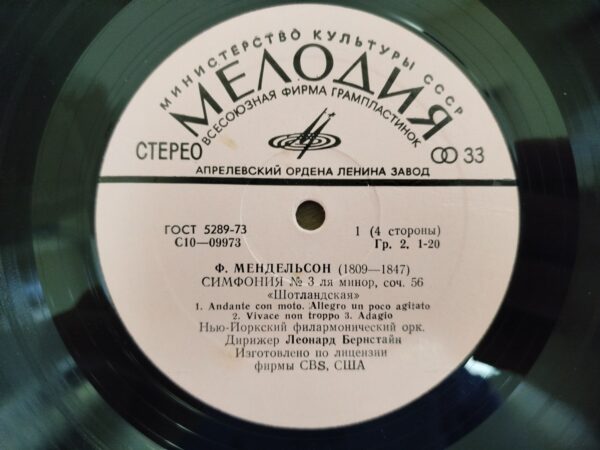 МИНИСТЕРСТВО КУЛЬТУРЫ СССР
МЕЛОДИЯ
ВСЕСОЮЗНАЯ ФИРМА ГРАМПЛАСТИНОК
СТЕРЕО
33
АПРЕЛЕВСКИЙ ОРДЕНА ЛЕНИНА ЗАВОД
ГОСТ 5289-73
1 (4 стороны)
С10—09973
Гр. 2. 1-20
Ф. МЕНДЕЛЬСОН (1809—1847)
СИМФОНИЯ № 3 ля минор, соч. 56
«Шотландская»
1. Andante con moto. Allegro un poco agitato
2. Vivace non troppo 3. Adagio
Нью-Йоркский филармонический орк.
Дирижер Леонард Бернстайн
Изготовлено по лицензии
фирмы CBS, США